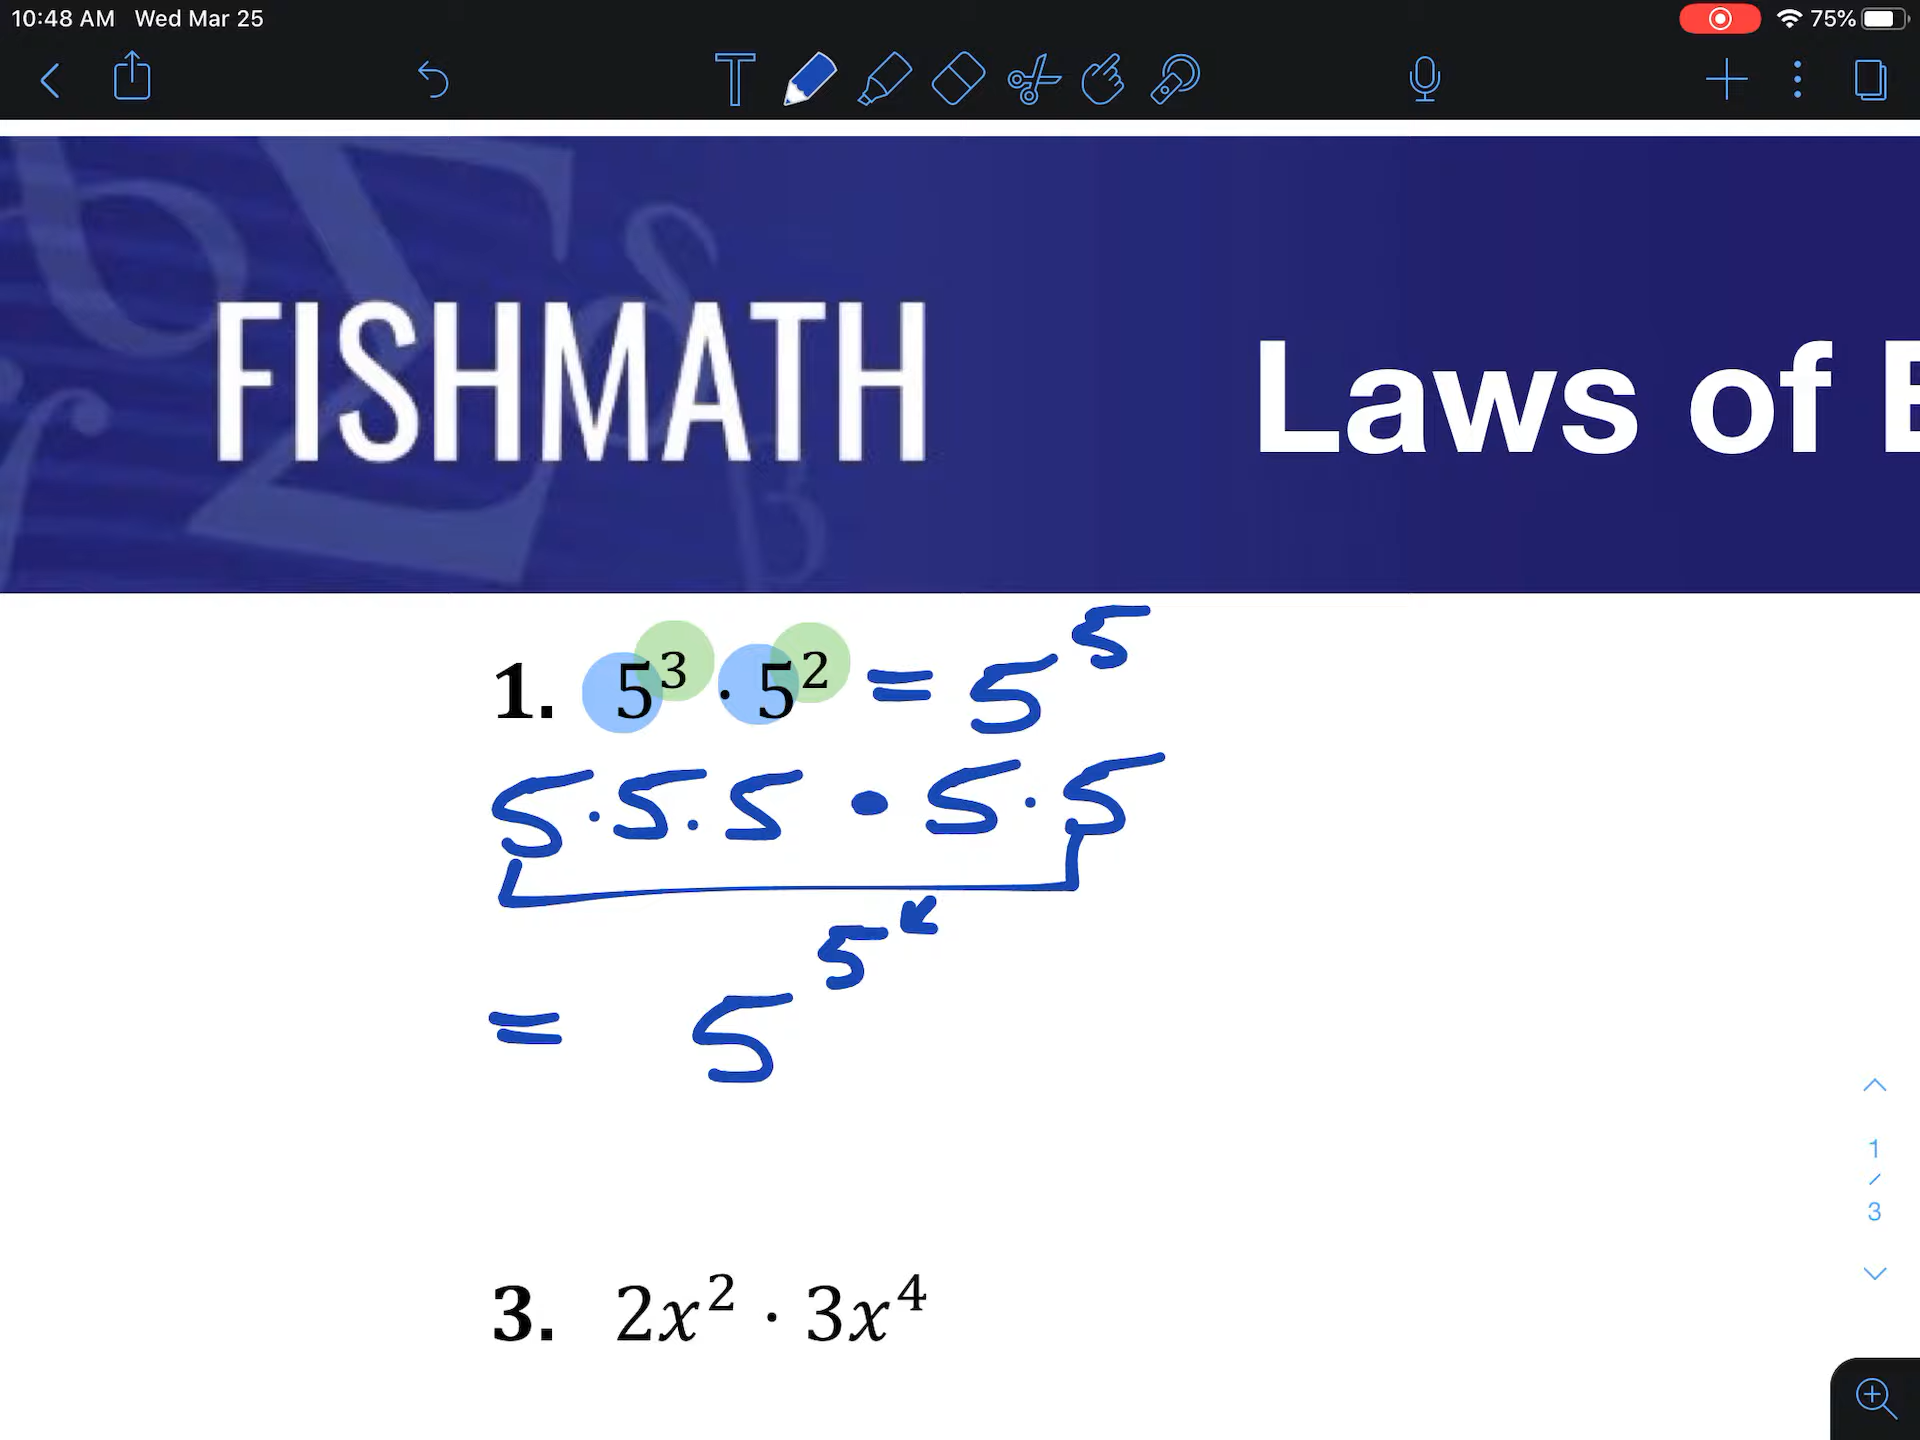 10:48 AM Wed Mar 25 75%
T
FISHMATH Laws of E
1. 5³ · 5² = 5⁵
5·5·5 · 5·5
= 5⁵
1
/
3
3. 2x² · 3x⁴